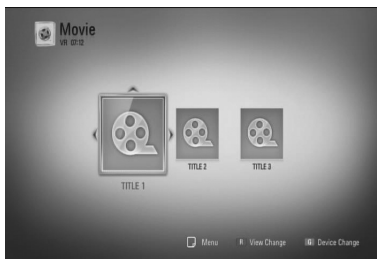 Movie
VR 07:12
TITLE 1
TITLE 2
TITLE 3
Menu R View Change G Device Change